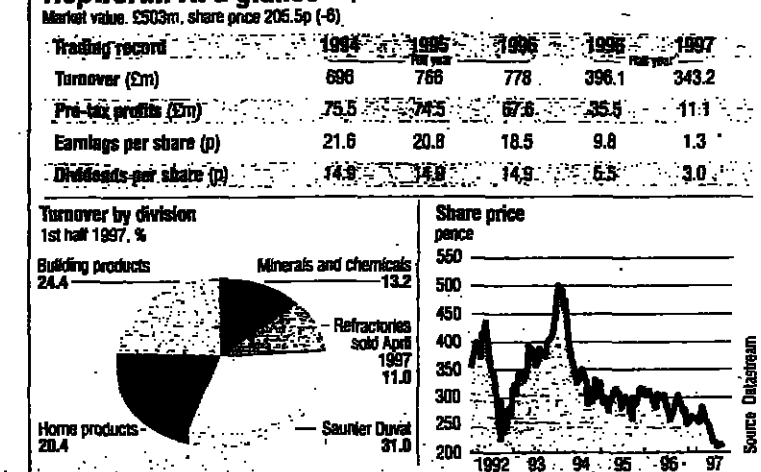 Market value. £503m, share price 205.5p (-6)
Trading record 1994 1995 1996 1996 1997
Full year Half year
Turnover (£m) 696 766 778 396.1 343.2
Pre-tax profits (£m) 75.5 74.5 67.6 35.5 11.1
Earnings per share (p) 21.6 20.8 18.5 9.8 1.3
Dividends per share (p) 14.9 14.9 14.9 5.5 3.0
Turnover by division
1st half 1997, %
Building products
24.4
Minerals and chemicals
13.2
Refractories
sold April
1997
11.0
Home products
20.4
Saunier Duval
31.0
Share price
pence
550
500
450
400
350
300
250
200
1992 93 94 95 96 97
Source Datastream